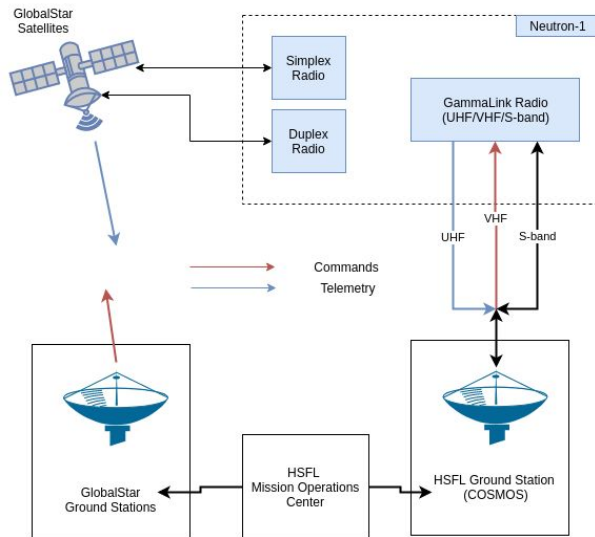 GlobalStar
Satellites
Neutron-1
Simplex
Radio
GammaLink Radio
(UHF/VHF/S-band)
Duplex
Radio
VHF
UHF
S-band
Commands
Telemetry
GlobalStar
Ground Stations
HSFL
Mission Operations
Center
HSFL Ground Station
(COSMOS)